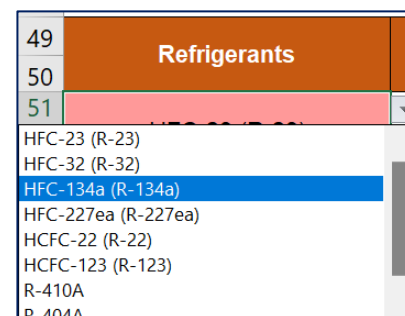 49
Refrigerants
50
51
HFC-23 (R-23)
HFC-32 (R-32)
HFC-134a (R-134a)
HFC-227ea (R-227ea)
HCFC-22 (R-22)
HCFC-123 (R-123)
R-410A
R-404A